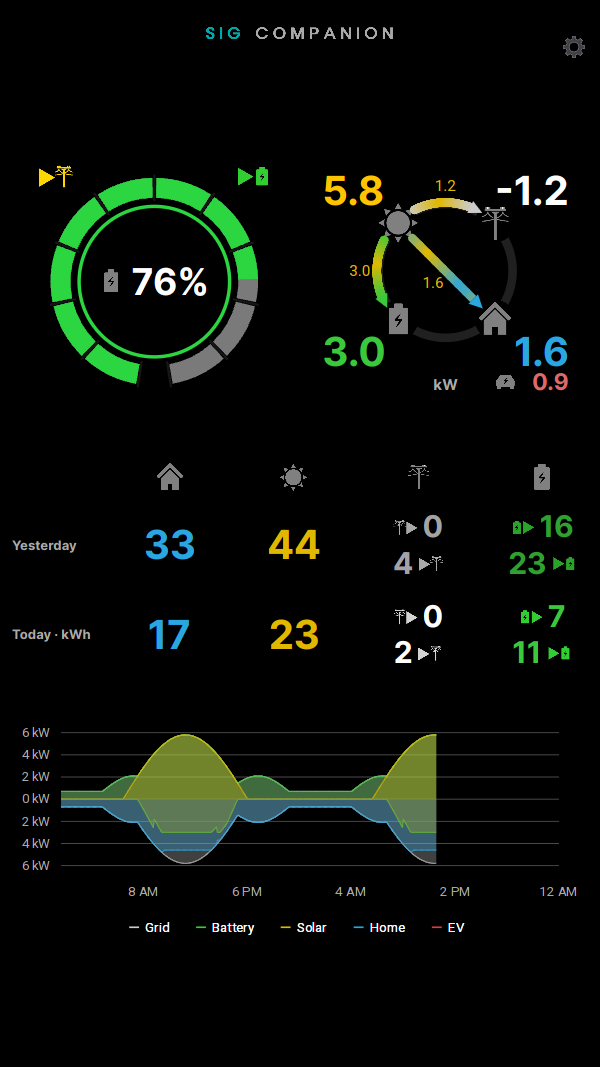 SIG COMPANION
5.8
1.2
-1.2
76%
3.0
1.6
3.0
1.6
kW
0.9
Yesterday
33
44
0
4
16
23
Today · kWh
17
23
0
2
7
11
6 kW
4 kW
2 kW
0 kW
2 kW
4 kW
6 kW
8 AM
6 PM
4 AM
2 PM
12 AM
Grid
Battery
Solar
Home
EV